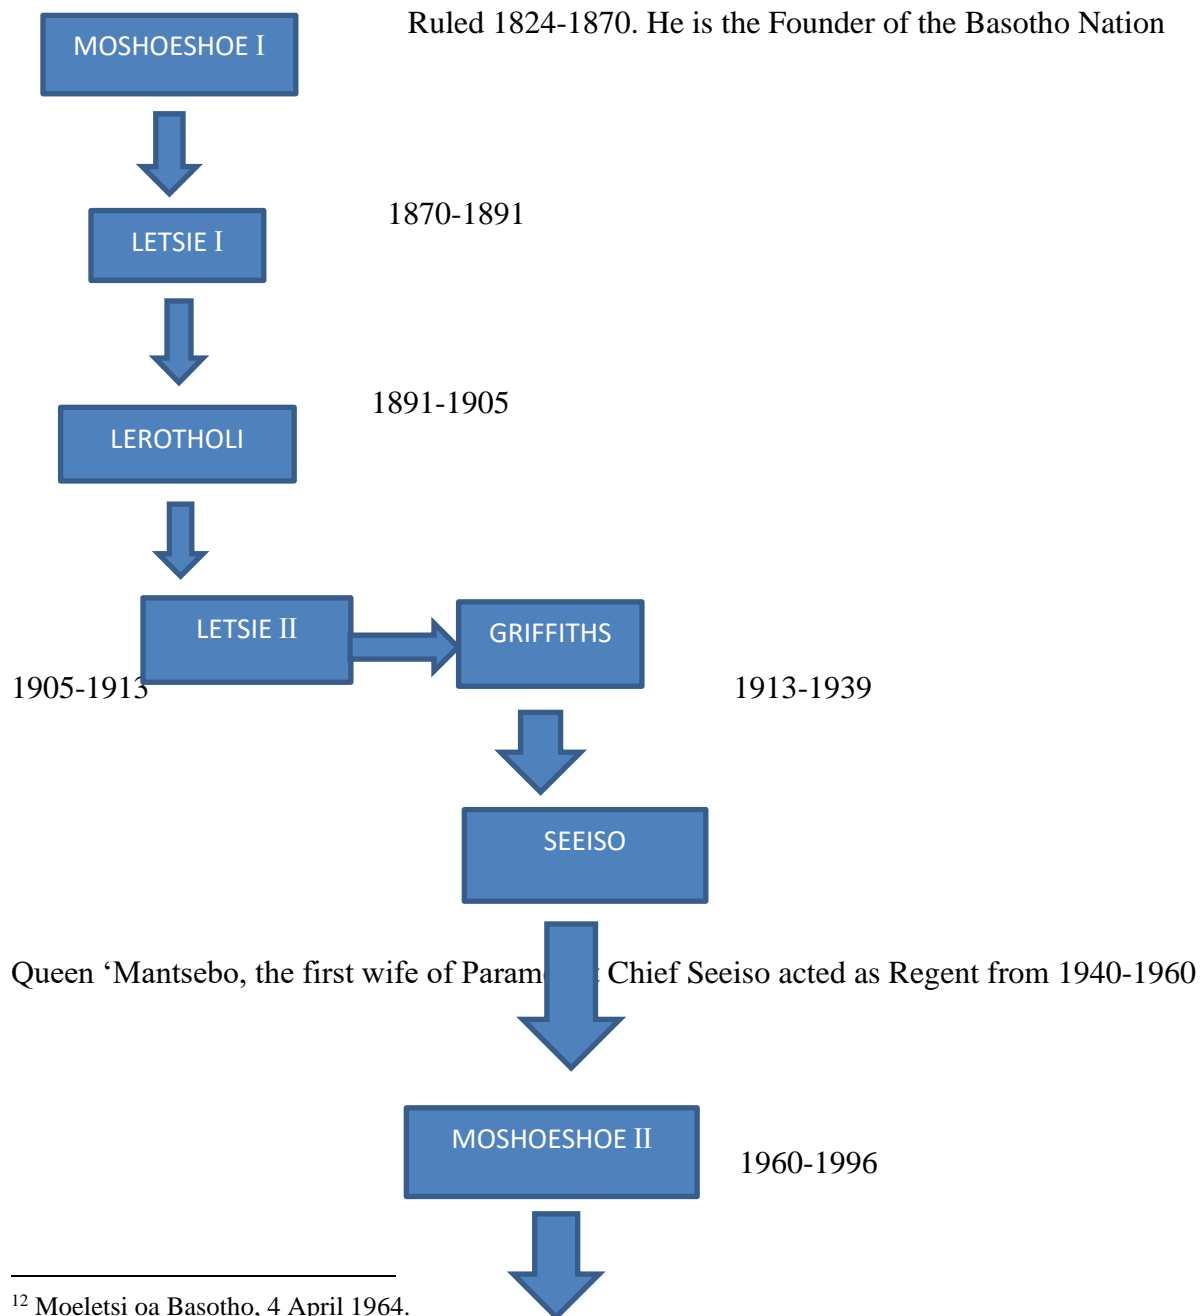 MOSHOESHOE I
Ruled 1824-1870. He is the Founder of the Basotho Nation
LETSIE I
1870-1891
LEROTHOLI
1891-1905
LETSIE II
GRIFFITHS
1905-1913
1913-1939
SEEISO
Queen ‘Mantsebo, the first wife of Chief Seeiso acted as Regent from 1940-1960
MOSHOESHOE II
1960-1996
12 Moeletsi oa Basotho, 4 April 1964.